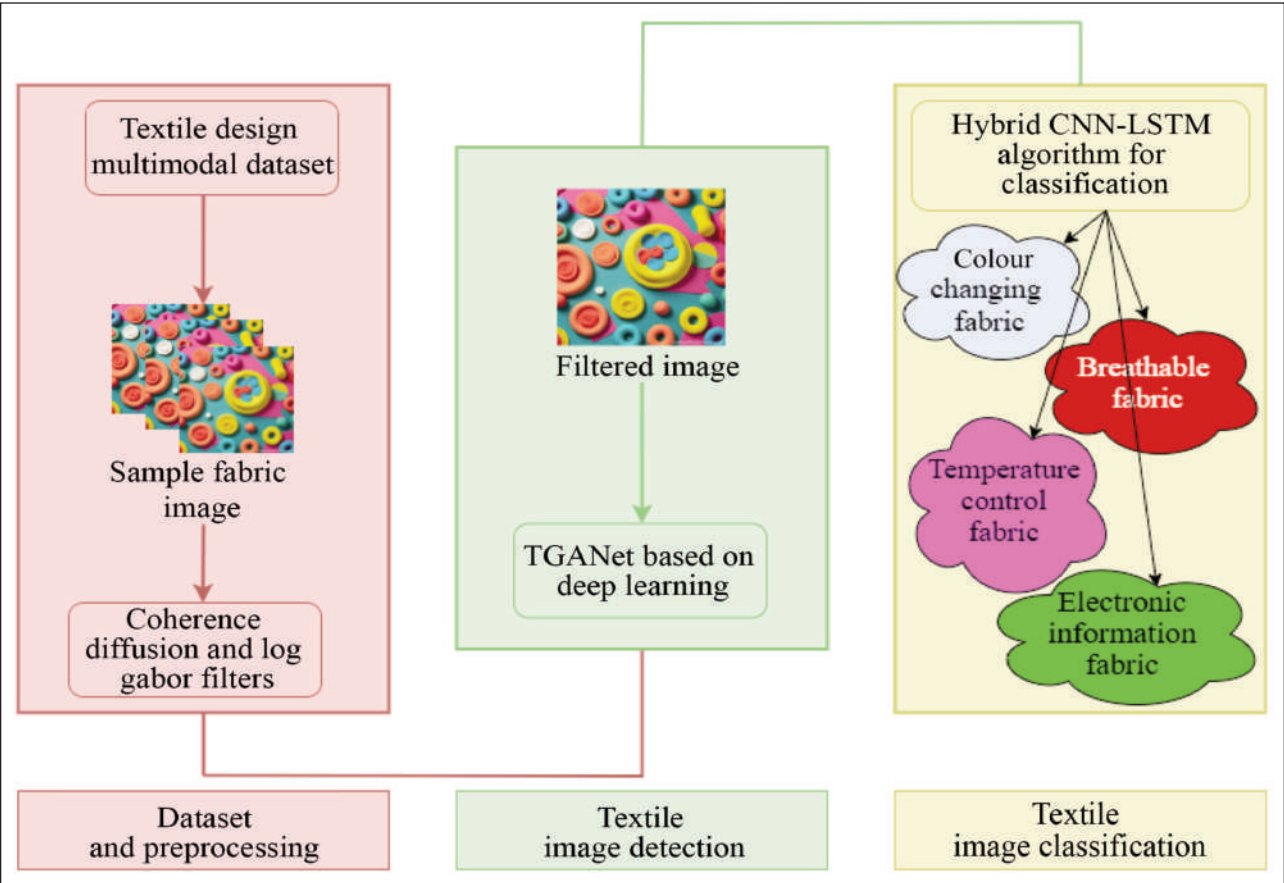 Textile design
multimodal dataset
Sample fabric
image
Coherence
diffusion and log
gabor filters
Dataset
and preprocessing
Filtered image
TGANet based on
deep learning
Textile
image detection
Hybrid CNN-LSTM
algorithm for
classification
Colour
changing
fabric
Breathable
fabric
Temperature
control
fabric
Electronic
information
fabric
Textile
image classification